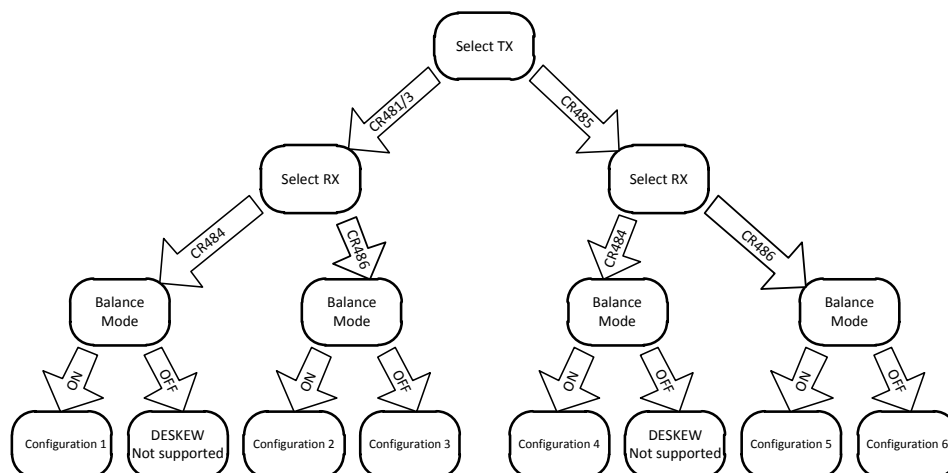 Select TX
CR481/3
CR485
Select RX
Select RX
CR484
CR486
CR484
CR486
Balance
Mode
Balance
Mode
Balance
Mode
Balance
Mode
ON
OFF
ON
OFF
ON
OFF
ON
OFF
Configuration 1
DESKEW
Not supported
Configuration 2
Configuration 3
Configuration 4
DESKEW
Not supported
Configuration 5
Configuration 6